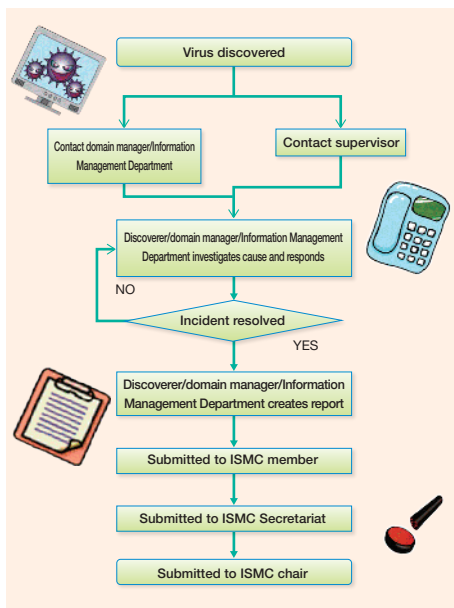 Virus discovered
Contact domain manager/Information
Management Department
Contact supervisor
Discoverer/domain manager/Information Management
Department investigates cause and responds
NO
Incident resolved
YES
Discoverer/domain manager/Information
Management Department creates report
Submitted to ISMC member
Submitted to ISMC Secretariat
Submitted to ISMC chair